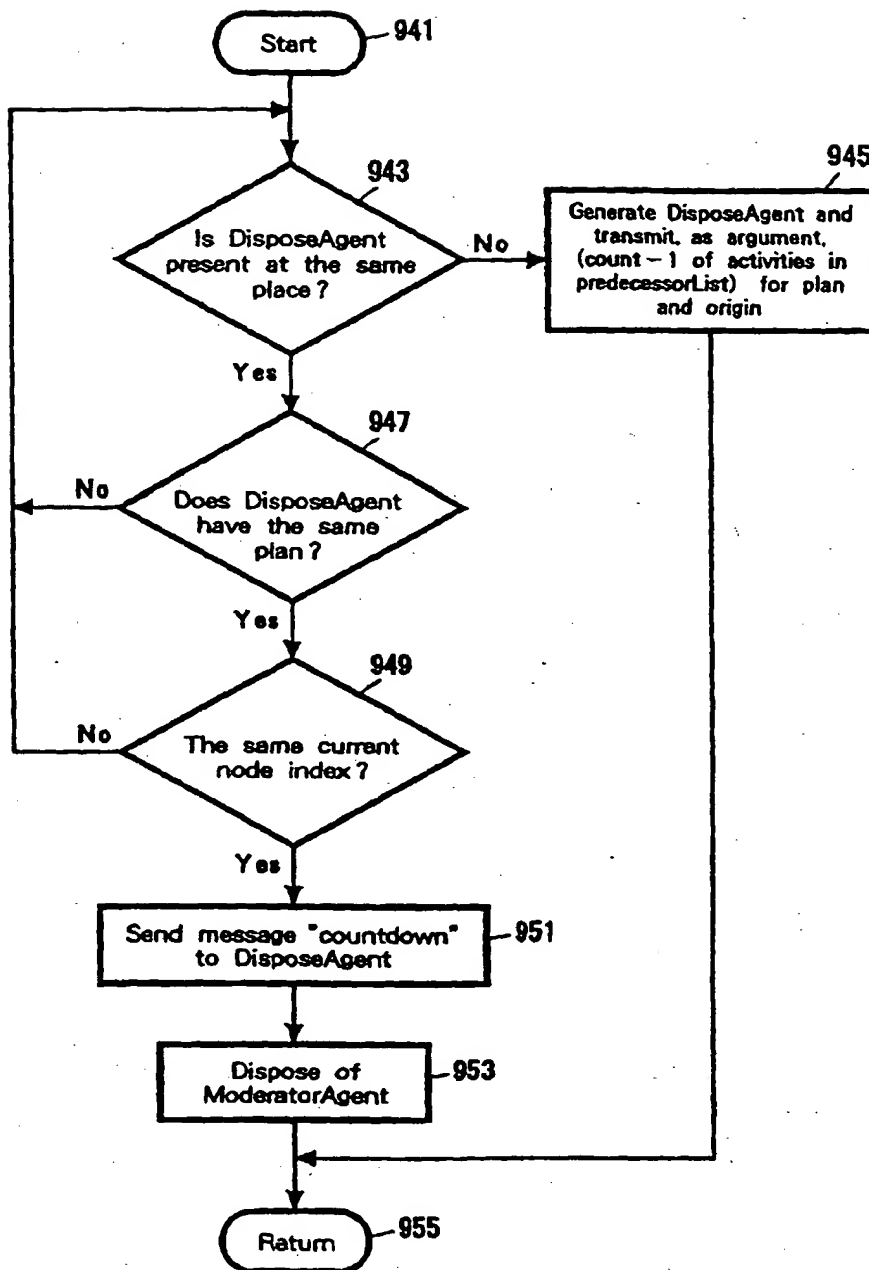 Start
941
943
Is DisposeAgent
present at the same
place?
No
945
Generate DisposeAgent and
transmit, as argument,
(count-1 of activities in
predecessorList) for plan
and origin
Yes
947
No
Does DisposeAgent
have the same
plan?
Yes
949
No
The same current
node index?
Yes
Send message "countdown"
to DisposeAgent
951
Dispose of
ModeratorAgent
953
Return
955